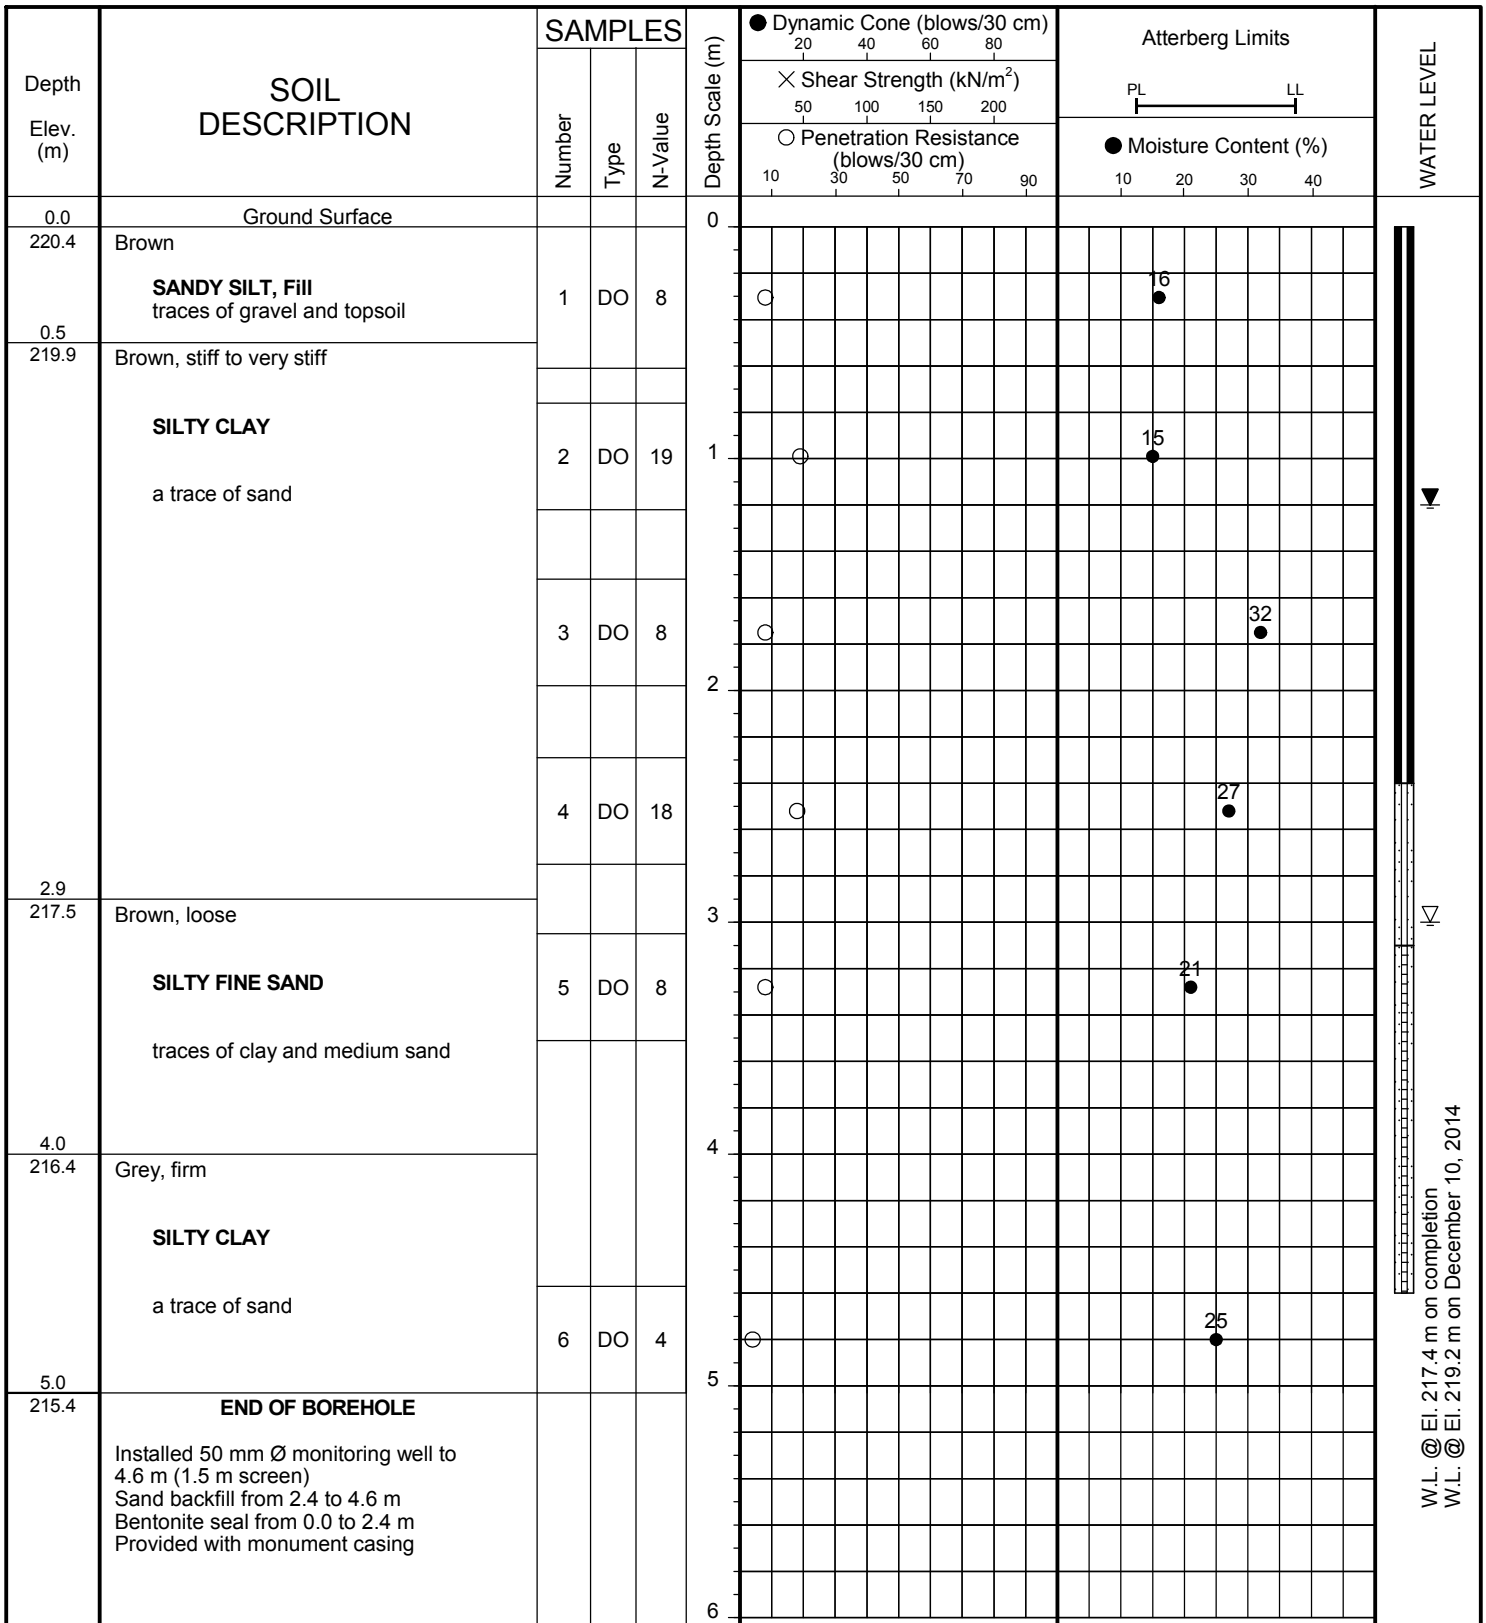 Depth
Elev.
(m)
SOIL
DESCRIPTION
SAMPLES
Number
Type
N-Value
Depth Scale (m)
● Dynamic Cone (blows/30 cm)
20 40 60 80
× Shear Strength (kN/m²)
50 100 150 200
○ Penetration Resistance
(blows/30 cm)
10 30 50 70 90
Atterberg Limits
PL LL
● Moisture Content (%)
10 20 30 40
WATER LEVEL
0.0 Ground Surface
0
220.4 Brown
SANDY SILT, Fill
traces of gravel and topsoil
1 DO 8
16
0.5
219.9 Brown, stiff to very stiff
SILTY CLAY
a trace of sand
2 DO 19
1
15
3 DO 8
32
2
4 DO 18
27
2.9
217.5 Brown, loose
3
SILTY FINE SAND
traces of clay and medium sand
5 DO 8
21
4.0
4
216.4 Grey, firm
SILTY CLAY
a trace of sand
6 DO 4
25
5.0
5
215.4 END OF BOREHOLE
Installed 50 mm Ø monitoring well to
4.6 m (1.5 m screen)
Sand backfill from 2.4 to 4.6 m
Bentonite seal from 0.0 to 2.4 m
Provided with monument casing
6
W.L. @ El. 217.4 m on completion
W.L. @ El. 219.2 m on December 10, 2014